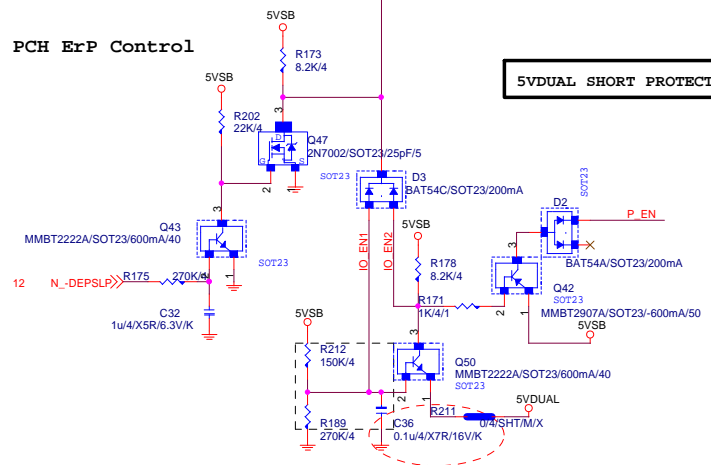 PCH ErP Control
5VSB
R173
8.2K/4
5VDUAL SHORT PROTECT
5VSB
R202
22K/4
3
D
G
S
Q47
2N7002/SOT23/25pF/5
SOT23
2
1
D3
BAT54C/SOT23/200mA
SOT23
D2
SOT23
P_EN
BAT54A/SOT23/200mA
3
Q43
MMBT2222A/SOT23/600mA/40
SOT23
2
1
12
N_-DEPSLP
R175
270K/4
C32
1u/4/X5R/6.3V/K
IO_EN1
IO_EN2
5VSB
R178
8.2K/4
R171
1K/4/1
3
2
1
Q42
SOT23
MMBT2907A/SOT23/-600mA/50
5VSB
5VSB
R212
150K/4
R189
270K/4
3
2
1
Q50
MMBT2222A/SOT23/600mA/40
SOT23
C36
0.1u/4/X7R/16V/K
R211
0/4/SHT/M/X
5VDUAL